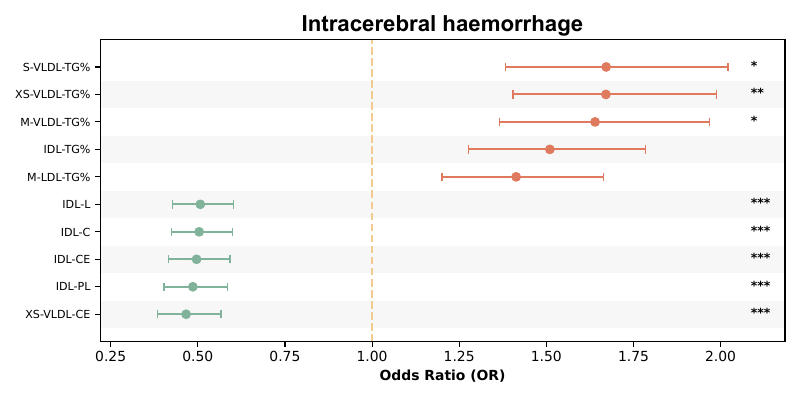 Intracerebral haemorrhage
S-VLDL-TG% *
XS-VLDL-TG% **
M-VLDL-TG% *
IDL-TG%
M-LDL-TG%
IDL-L ***
IDL-C ***
IDL-CE ***
IDL-PL ***
XS-VLDL-CE ***
0.25 0.50 0.75 1.00 1.25 1.50 1.75 2.00
Odds Ratio (OR)